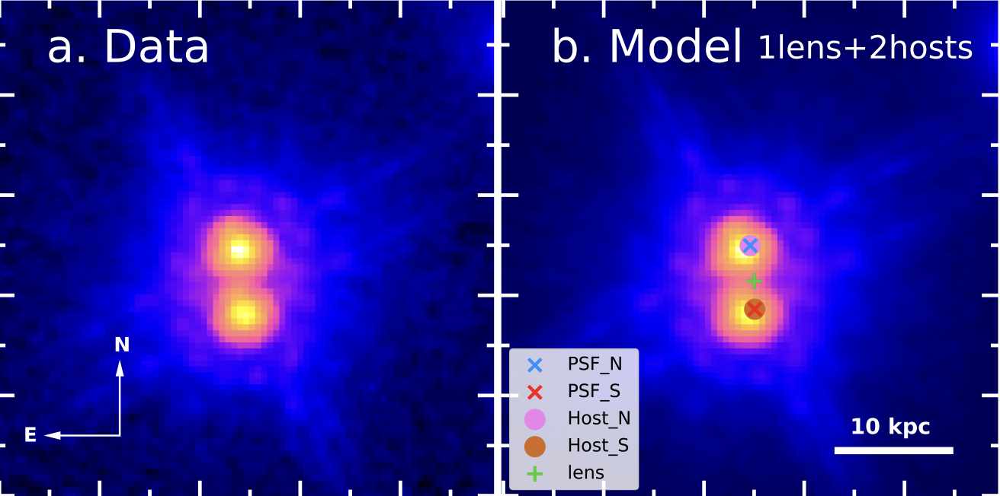 a. Data
N
E
b. Model 1lens+2hosts
PSF_N
PSF_S
Host_N
Host_S
lens
10 kpc